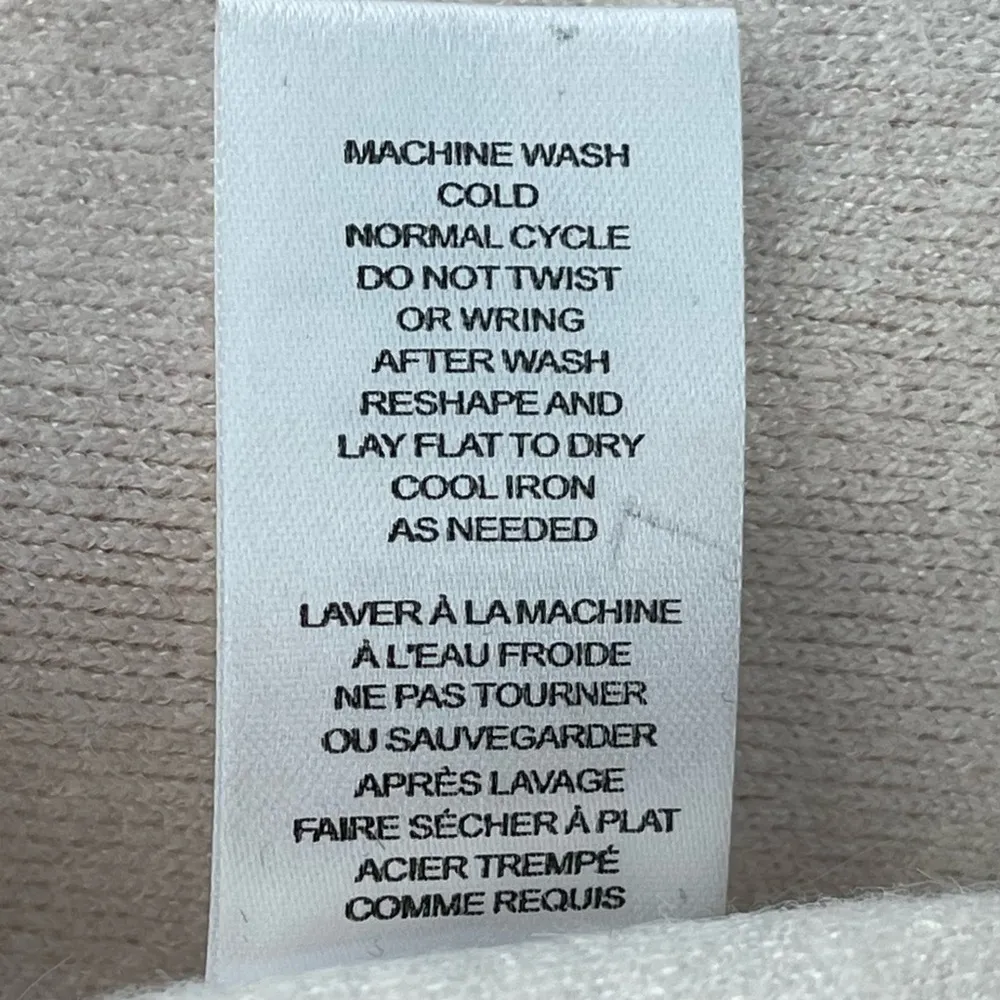 MACHINE WASH
COLD
NORMAL CYCLE
DO NOT TWIST
OR WRING
AFTER WASH
RESHAPE AND
LAY FLAT TO DRY
COOL IRON
AS NEEDED
LAVER À LA MACHINE
À L'EAU FROIDE
NE PAS TOURNER
OU SAUVEGARDER
APRÈS LAVAGE
FAIRE SÉCHER À PLAT
ACIER TREMPÉ
COMME REQUIS